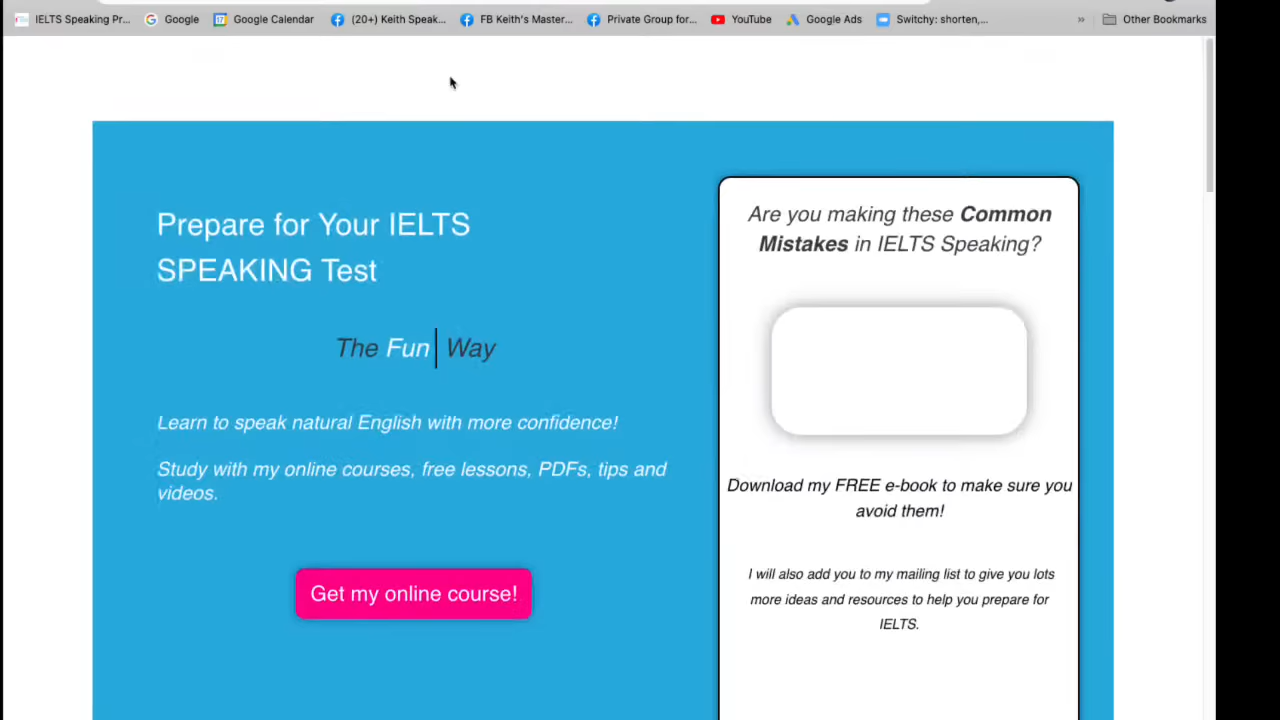 IELTS Speaking Pr... Google Google Calendar (20+) Keith Speak... FB Keith's Master... Private Group for... YouTube Google Ads Switchy: shorten,... » Other Bookmarks
Prepare for Your IELTS
SPEAKING Test
The Fun Way
Learn to speak natural English with more confidence!
Study with my online courses, free lessons, PDFs, tips and
videos.
Get my online course!
Are you making these Common
Mistakes in IELTS Speaking?
Download my FREE e-book to make sure you
avoid them!
I will also add you to my mailing list to give you lots
more ideas and resources to help you prepare for
IELTS.